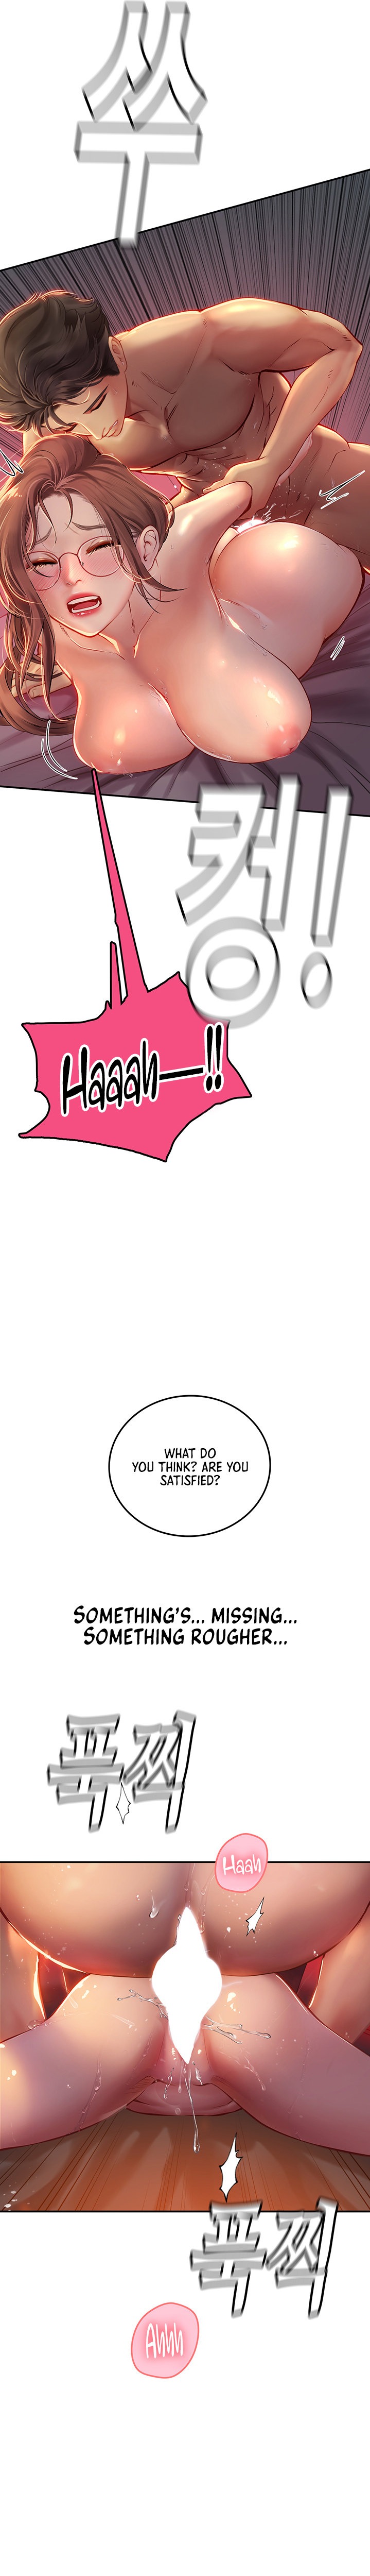 쑤
컹!
Haaah—!!
WHAT DO
YOU THINK? ARE YOU
SATISFIED?
SOMETHING'S... MISSING...
SOMETHING ROUGHER...
푹찍
Haah
푹찍
Ahhh